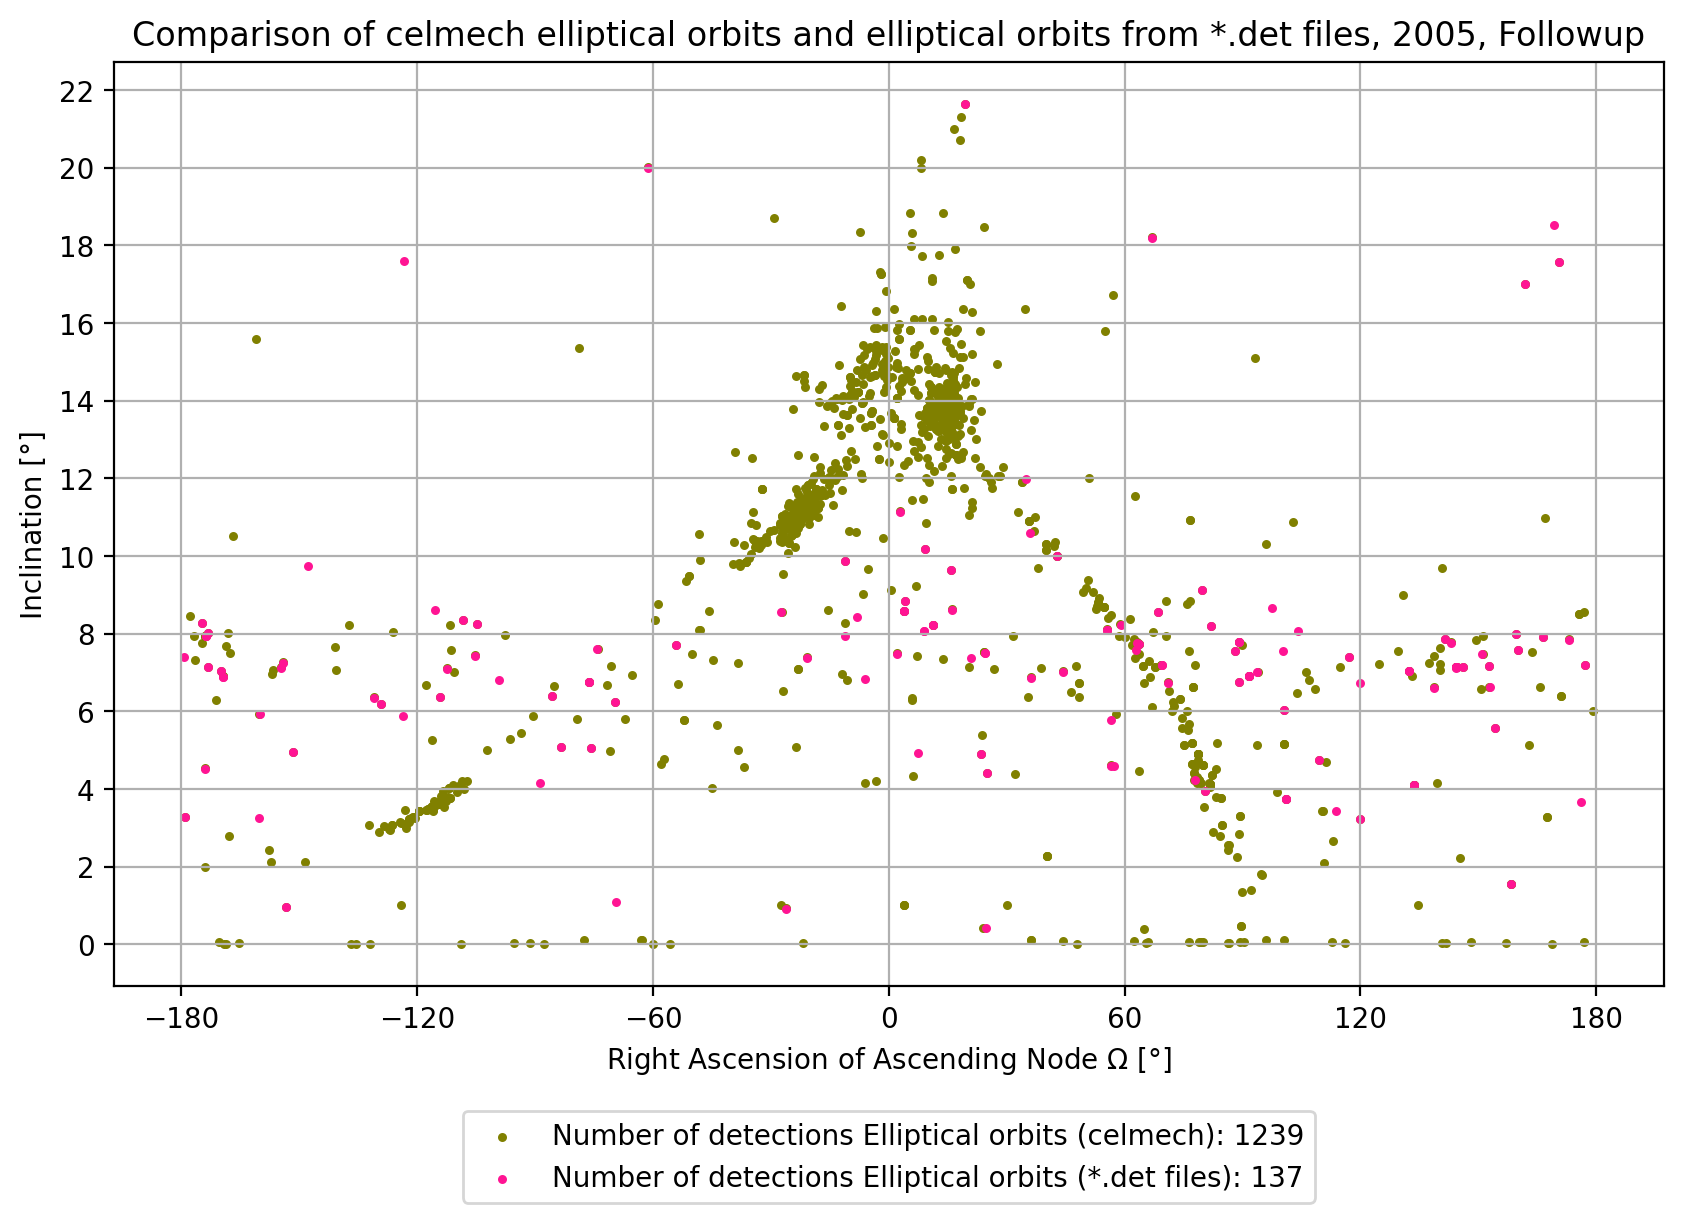 Comparison of celmech elliptical orbits and elliptical orbits from *.det files, 2005, Followup
22
20
18
16
14
12
10
8
6
4
2
0
Inclination [°]
−180 −120 −60 0 60 120 180
Right Ascension of Ascending Node Ω [°]
Number of detections Elliptical orbits (celmech): 1239
Number of detections Elliptical orbits (*.det files): 137